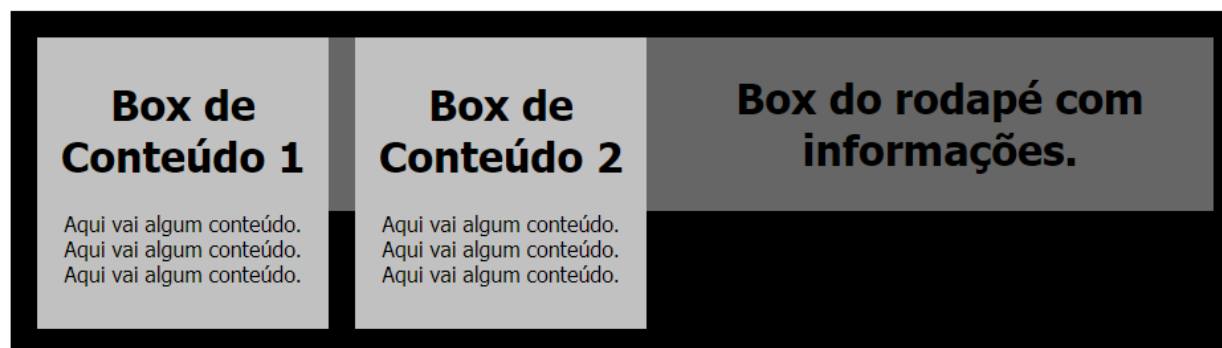 Box de
Conteúdo 1
Aqui vai algum conteúdo.
Aqui vai algum conteúdo.
Aqui vai algum conteúdo.
Box de
Conteúdo 2
Aqui vai algum conteúdo.
Aqui vai algum conteúdo.
Aqui vai algum conteúdo.
Box do rodapé com
informações.